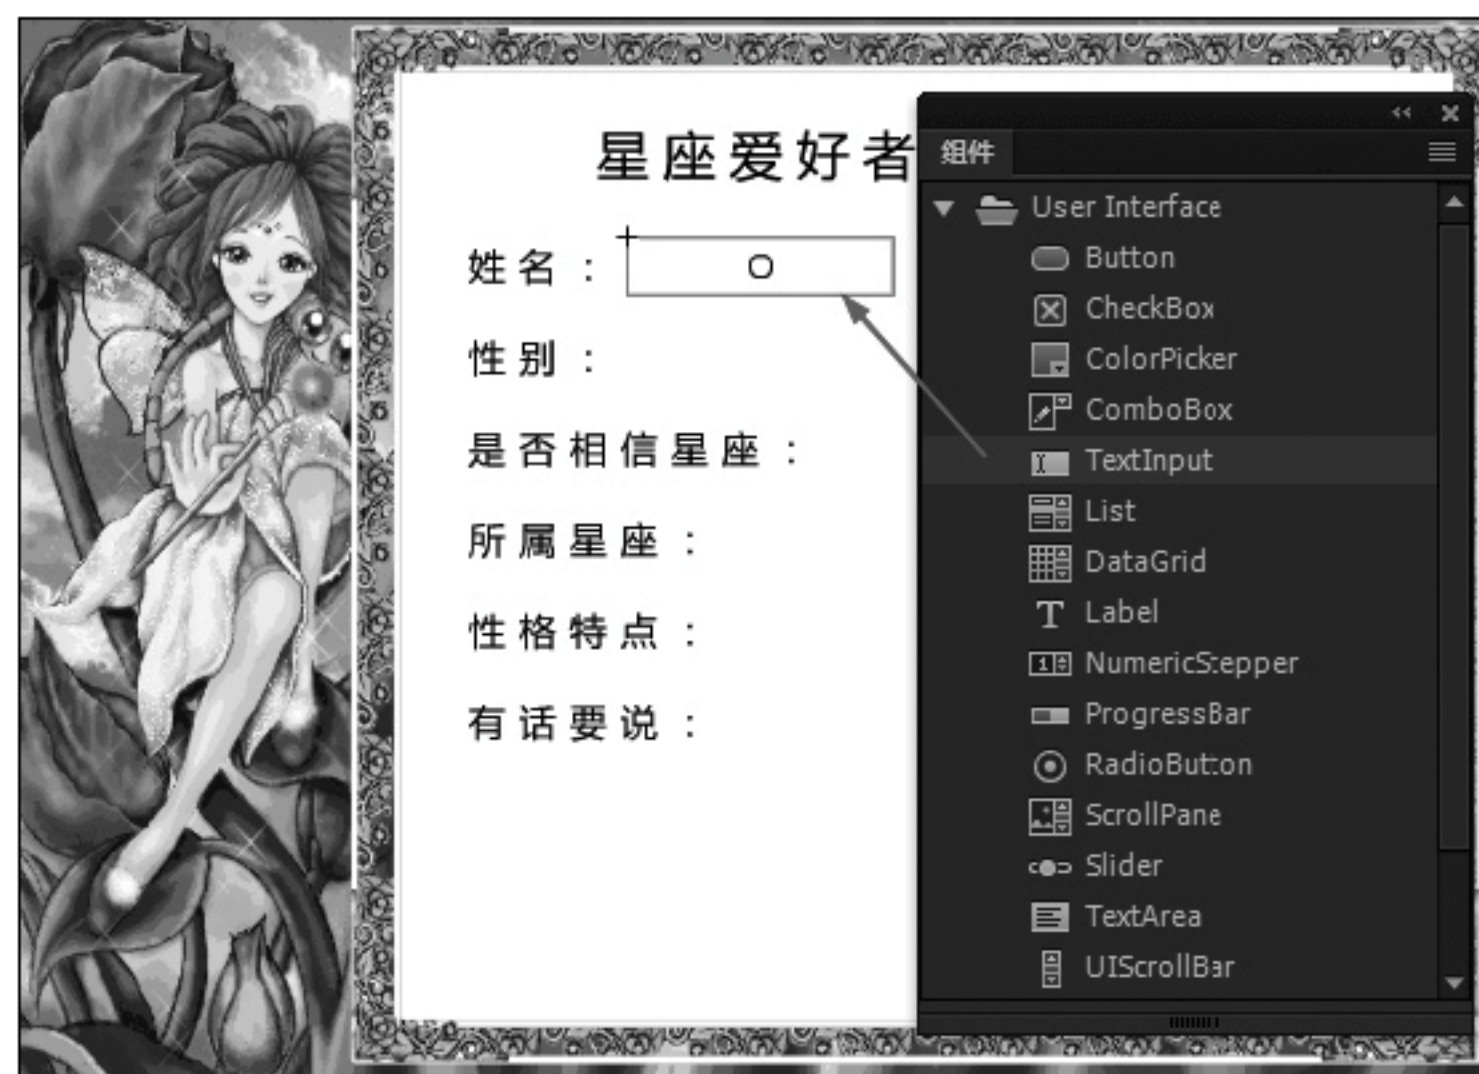 星座爱好者
姓名：
性别：
是否相信星座：
所属星座：
性格特点：
有话要说：
组件
User Interface
Button
CheckBox
ColorPicker
ComboBox
TextInput
List
DataGrid
Label
NumericStepper
ProgressBar
RadioButton
ScrollPane
Slider
TextArea
UIScrollBar